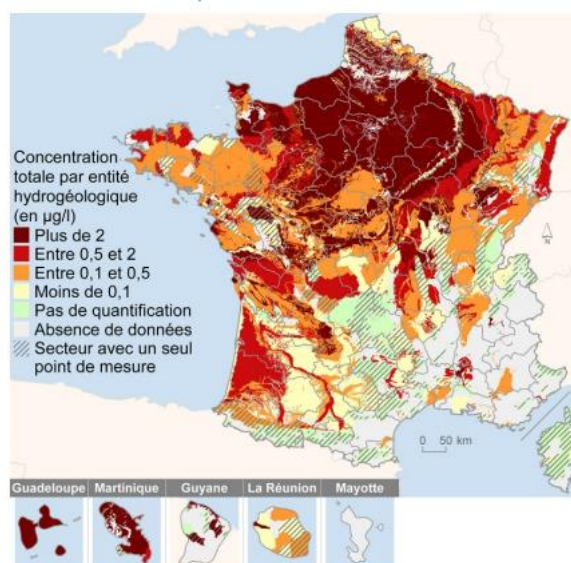 Concentration
totale par entité
hydrogéologique
(en µg/l)
Plus de 2
Entre 0,5 et 2
Entre 0,1 et 0,5
Moins de 0,1
Pas de quantification
Absence de données
Secteur avec un seul
point de mesure
N
0 50 km
Guadeloupe Martinique Guyane La Réunion Mayotte